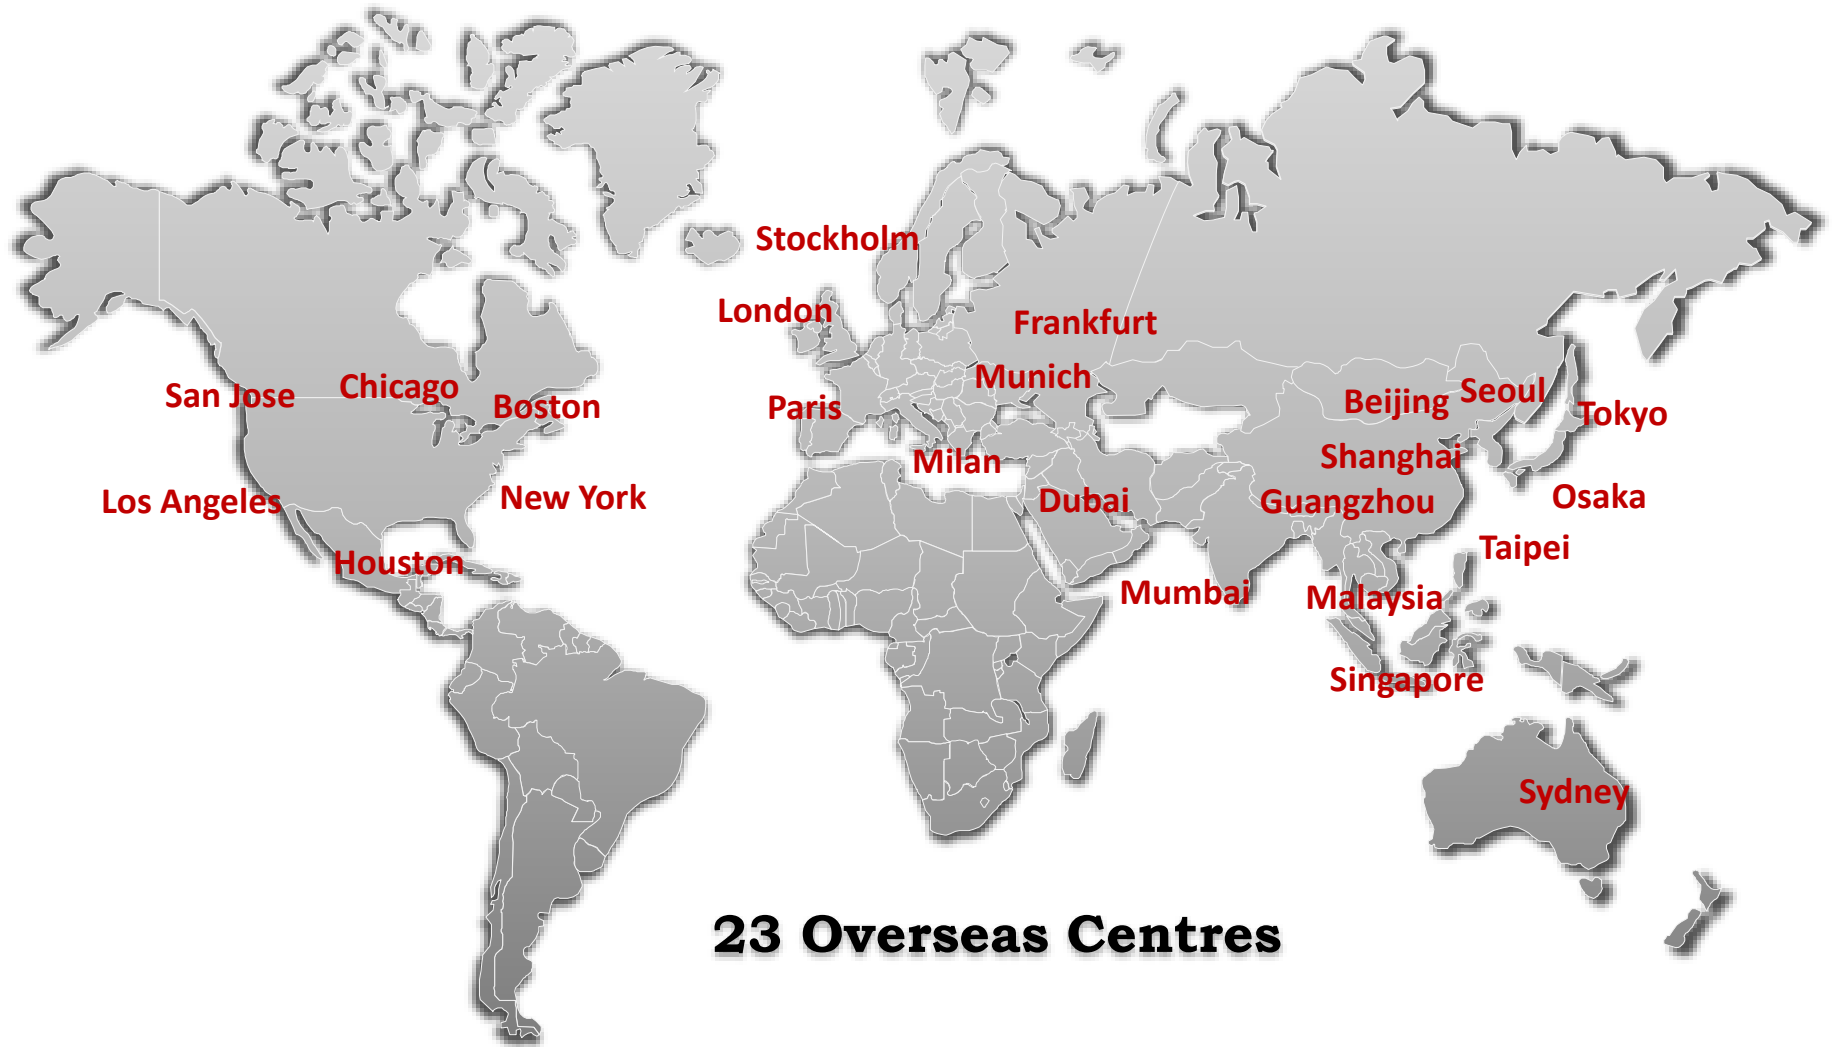 Stockholm
London
Frankfurt
Munich
San Jose
Chicago
Boston
Paris
Beijing
Seoul
Tokyo
Milan
Shanghai
Los Angeles
New York
Dubai
Guangzhou
Osaka
Houston
Taipei
Mumbai
Malaysia
Singapore
Sydney
23 Overseas Centres